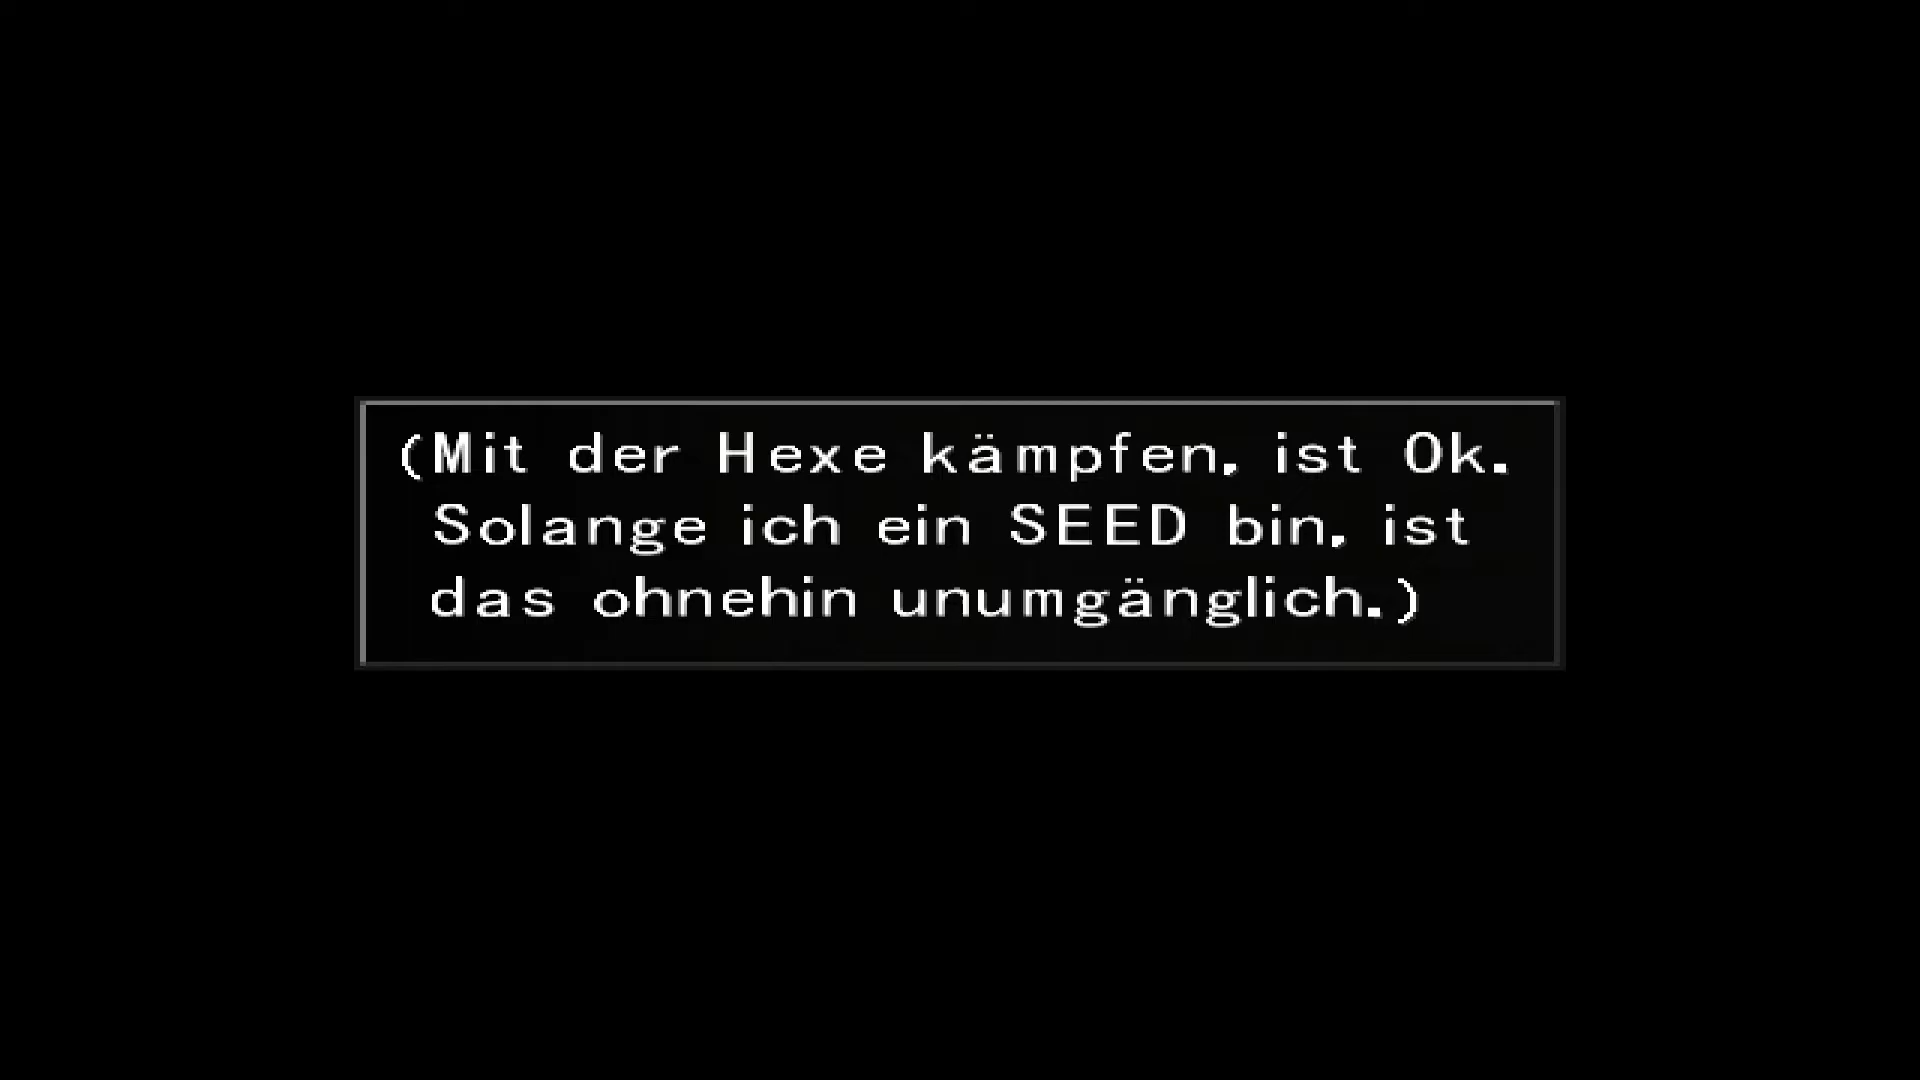 (Mit der Hexe kämpfen, ist Ok.
Solange ich ein SEED bin, ist
das ohnehin unumgänglich.)